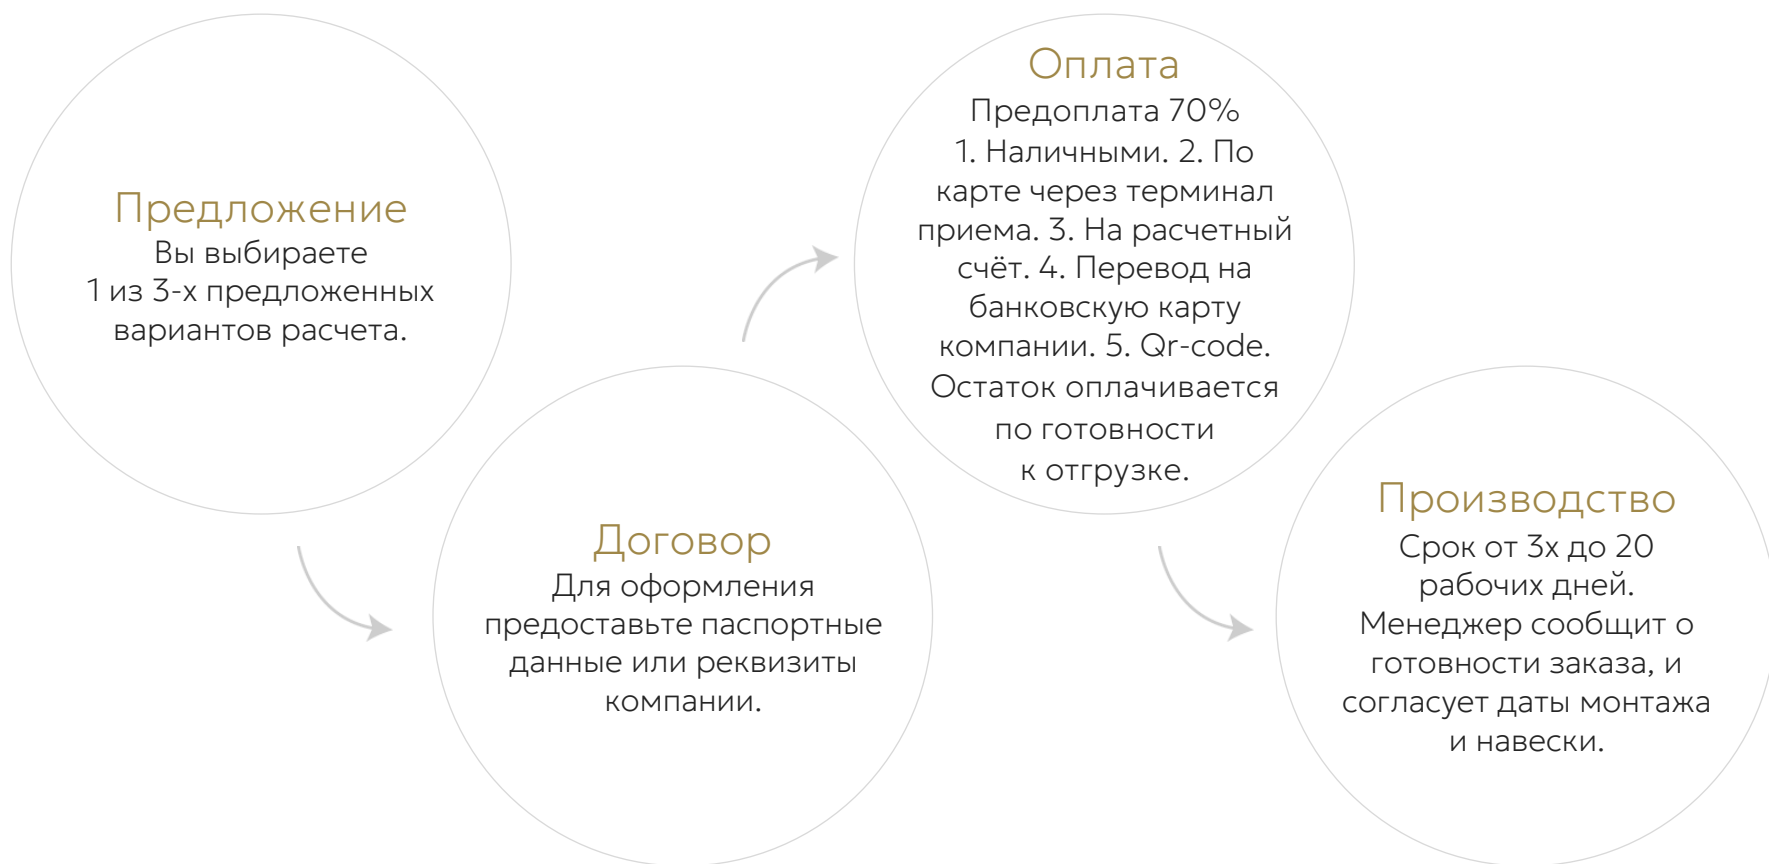 Предложение
Вы выбираете
1 из 3-х предложенных
вариантов расчета.
Договор
Для оформления
предоставьте паспортные
данные или реквизиты
компании.
Оплата
Предоплата 70%
1. Наличными. 2. По
карте через терминал
приема. 3. На расчетный
счёт. 4. Перевод на
банковскую карту
компании. 5. Qr-code.
Остаток оплачивается
по готовности
к отгрузке.
Производство
Срок от 3х до 20
рабочих дней.
Менеджер сообщит о
готовности заказа, и
согласует даты монтажа
и навески.